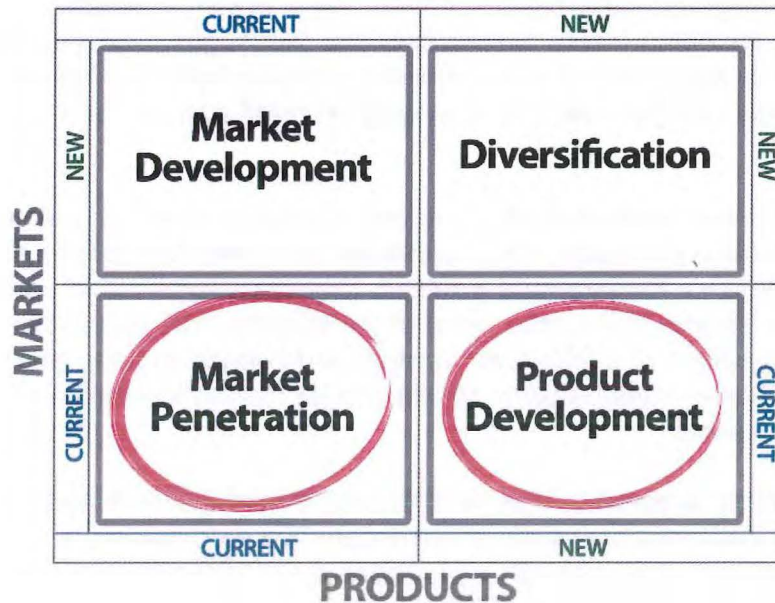 CURRENT
NEW
NEW
Market
Development
Diversification
NEW
MARKETS
CURRENT
Market
Penetration
Product
Development
CURRENT
CURRENT
NEW
PRODUCTS